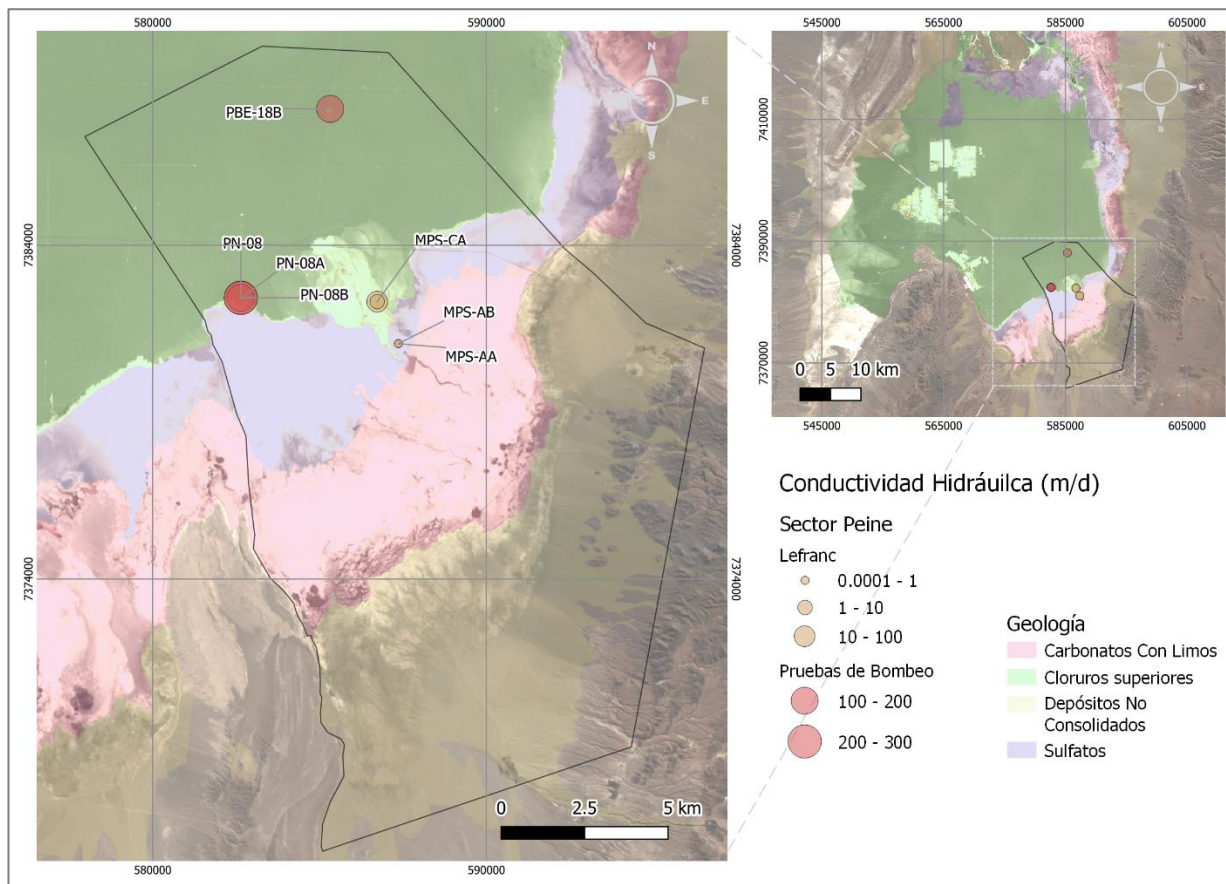 580000
590000
N
E
S
PBE-18B
7384000
7384000
PN-08
PN-08A
PN-08B
MPS-CA
MPS-AB
MPS-AA
7374000
7374000
0
2.5
5 km
580000
590000
545000
565000
585000
605000
N
E
S
7410000
7410000
7390000
7390000
7370000
7370000
0 5 10 km
545000
565000
585000
605000
Conductividad Hidráuilca (m/d)
Sector Peine
Lefranc
0.0001 - 1
1 - 10
10 - 100
Pruebas de Bombeo
100 - 200
200 - 300
Geología
Carbonatos Con Limos
Cloruros superiores
Depósitos No
Consolidados
Sulfatos